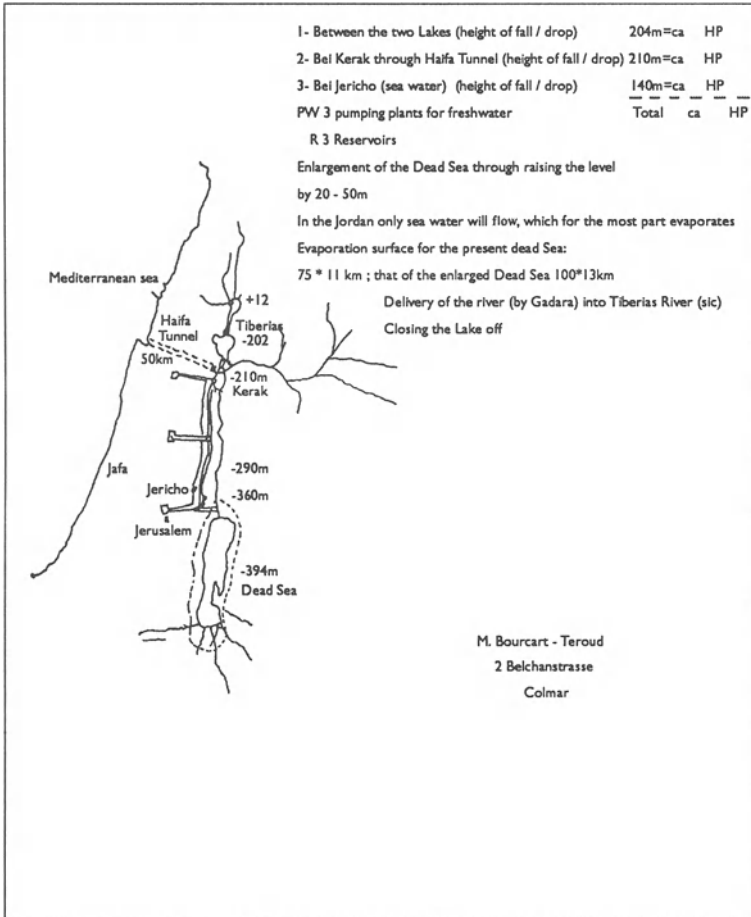 1- Between the two Lakes (height of fall / drop) 204m=ca HP
2- Bei Kerak through Haifa Tunnel (height of fall / drop) 210m=ca HP
3- Bei Jericho (sea water) (height of fall / drop) 140m=ca HP
PW 3 pumping plants for freshwater Total ca HP
R 3 Reservoirs
Enlargement of the Dead Sea through raising the level
by 20 - 50m
In the Jordan only sea water will flow, which for the most part evaporates
Evaporation surface for the present dead Sea:
75 * 11 km ; that of the enlarged Dead Sea 100*13km
Delivery of the river (by Gadara) into Tiberias River (sic)
Closing the Lake off
Mediterranean sea
+12
Haifa
Tunnel
50km
Tiberias
-202
-210m
Kerak
Jafa
-290m
Jericho
-360m
Jerusalem
-394m
Dead Sea
M. Bourcart - Teroud
2 Belchanstrasse
Colmar